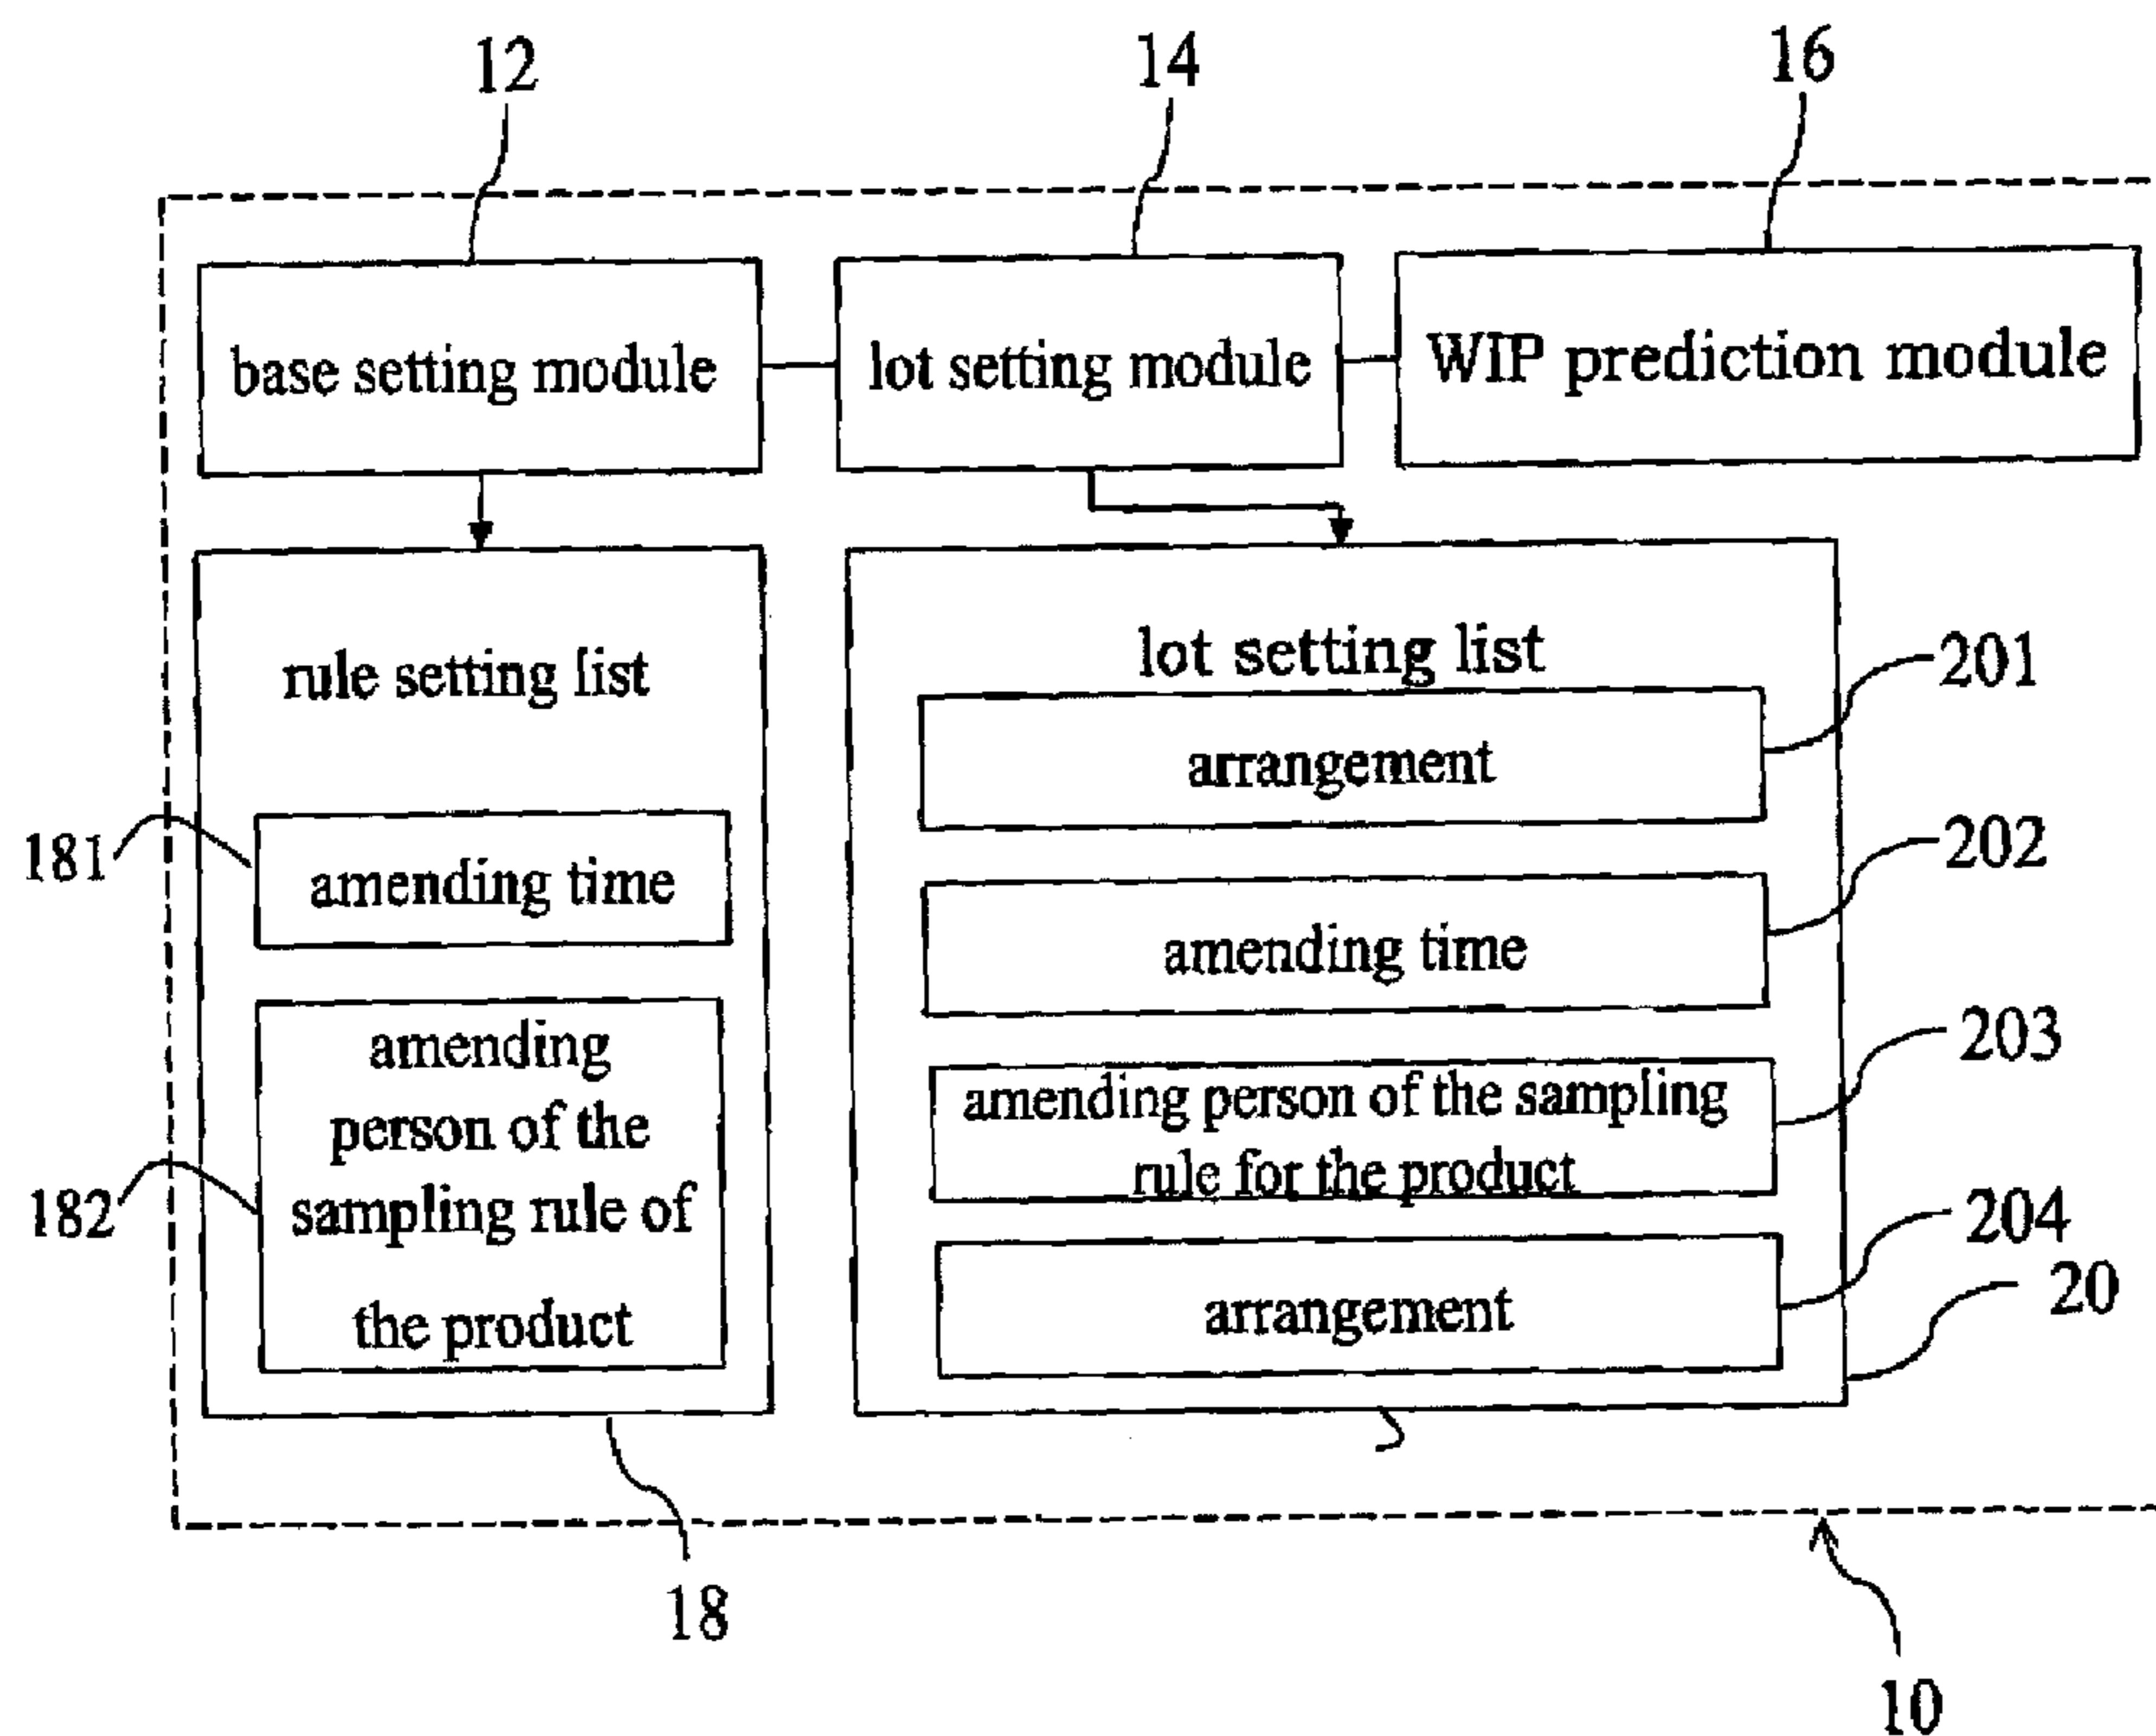 12
14
16
base setting module
lot setting module
WIP prediction module
rule setting list
lot setting list
201
arrangement
181
amending time
202
amending time
182
amending
person of the
sampling rule of
the product
203
amending person of the sampling
rule for the product
204
arrangement
20
18
10